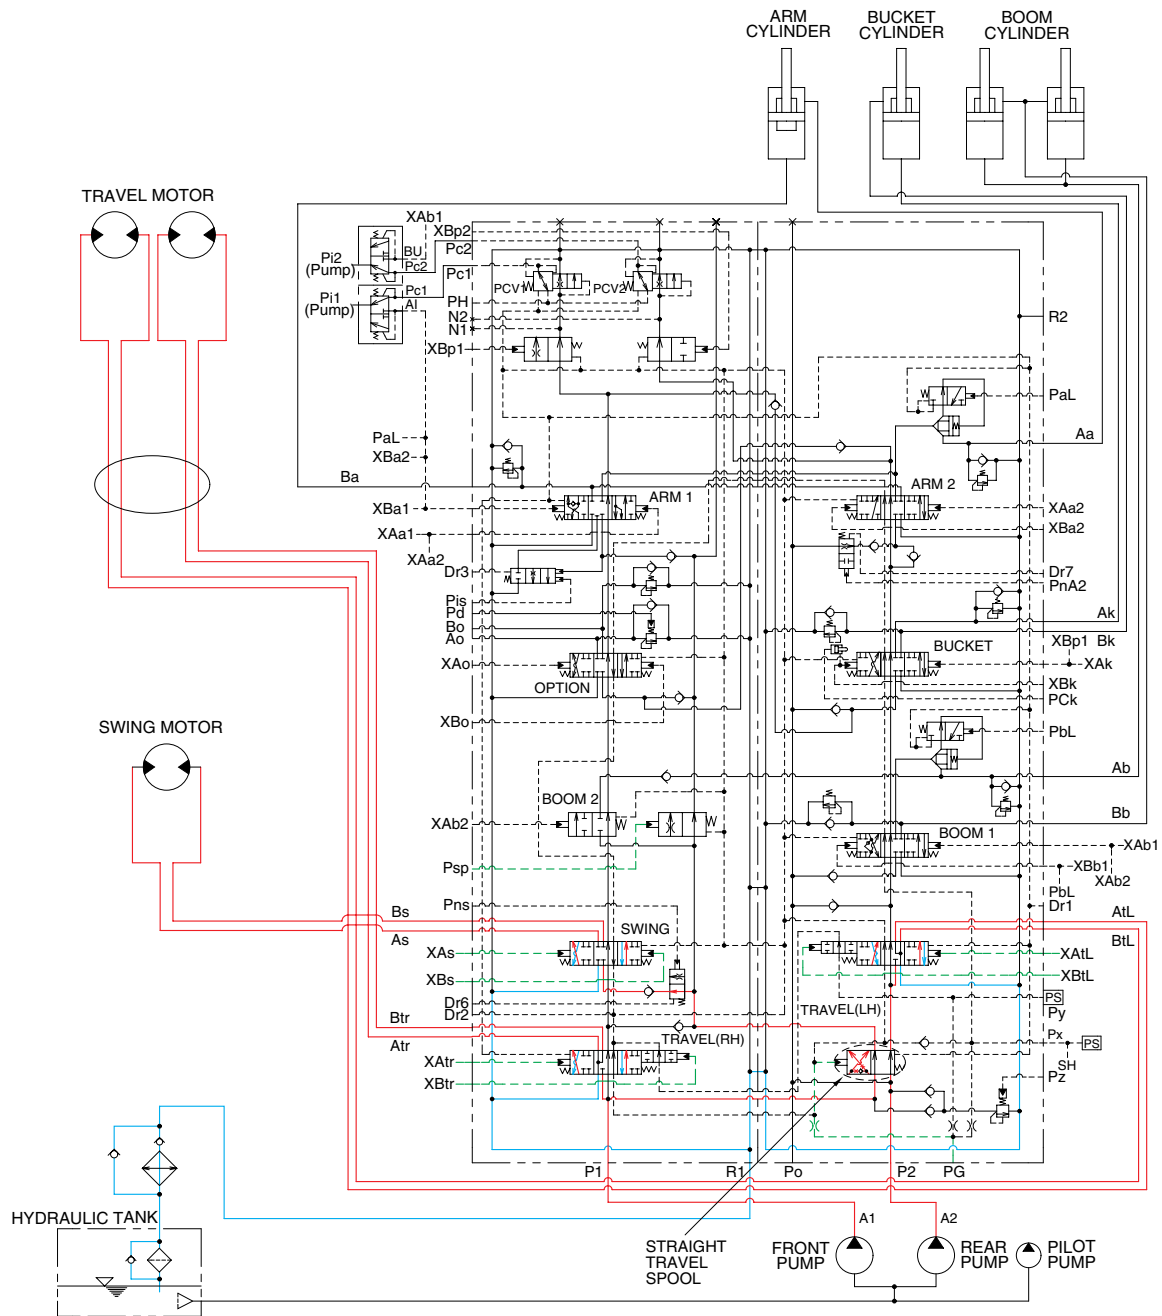 ARM
CYLINDER
BUCKET
CYLINDER
BOOM
CYLINDER
TRAVEL MOTOR
XAb1
XBp2
Pc2
BU
Pc2
Pi2
(Pump)
Pc1
Pc1
Pi1
(Pump)
AI
PCV1
PCV2
PH
N2
N1
XBp1
R2
PaL
Aa
PaL
XBa2
Ba
XBa1
ARM 1
ARM 2
XAa2
XBa2
XAa1
XAa2
Dr3
Dr7
PnA2
Pis
Pd
Bo
Ao
Ak
XBp1
Bk
XAo
OPTION
BUCKET
XAk
XBk
PCk
XBo
PbL
SWING MOTOR
Ab
BOOM 2
XAb2
Bb
BOOM 1
XAb1
XBb1
XAb2
PbL
Psp
Pns
Dr1
Bs
AtL
As
SWING
BtL
XAs
XAtL
XBs
XBtL
Dr6
Dr2
PS
Py
TRAVEL(LH)
Btr
Atr
TRAVEL(RH)
Px
PS
SH
XAtr
XBtr
Pz
P1
R1
Po
P2
PG
HYDRAULIC TANK
A1
A2
STRAIGHT
TRAVEL
SPOOL
FRONT
PUMP
REAR
PUMP
PILOT
PUMP